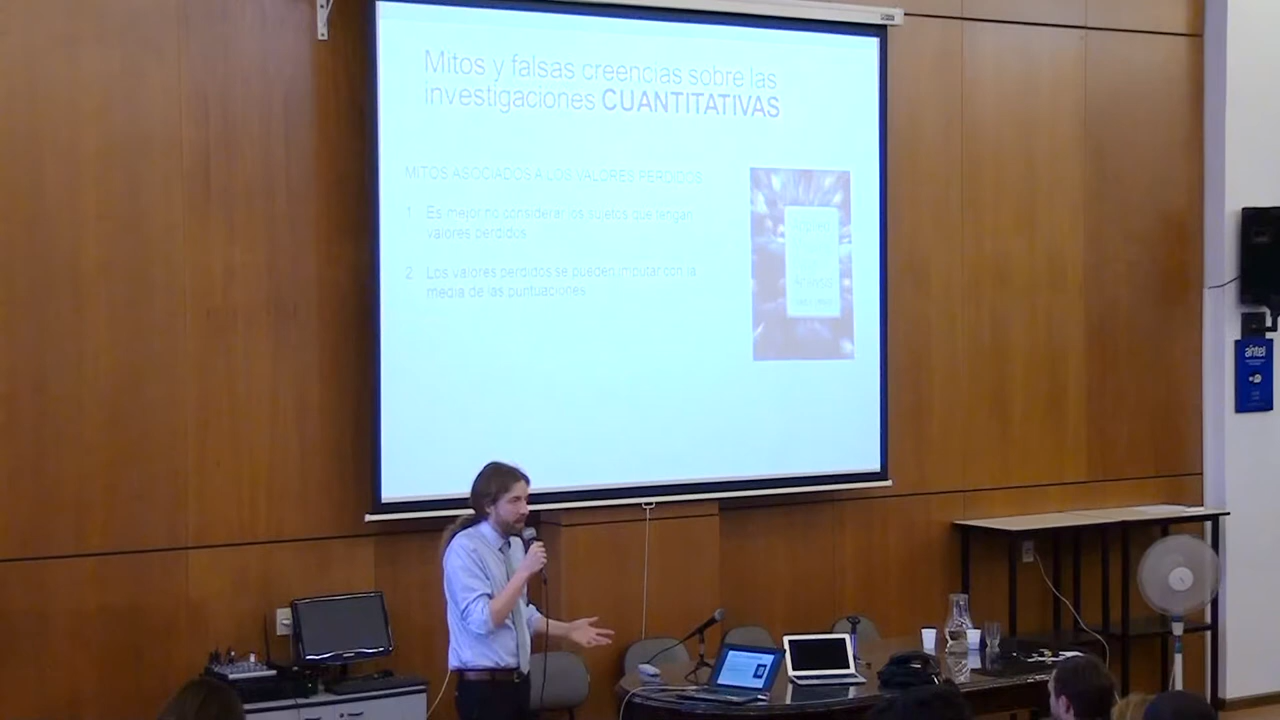 Mitos y falsas creencias sobre las
investigaciones CUANTITATIVAS
MITOS ASOCIADOS A LOS VALORES PERDIDOS
1 Es mejor no considerar los sujetos que tengan
valores perdidos
2 Los valores perdidos se pueden imputar con la
media de las puntuaciones
antel